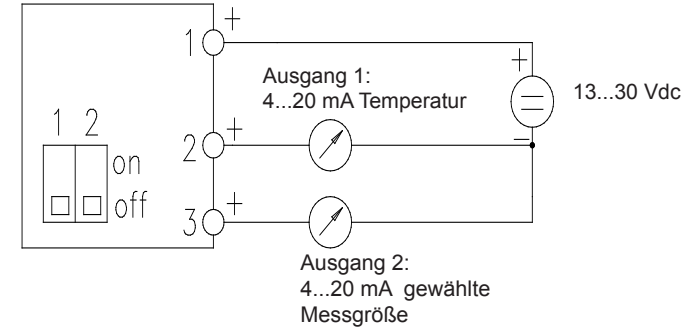 1 +
Ausgang 1:
4...20 mA Temperatur
+
13...30 Vdc
1 2
on
off
2 +
−
3 +
Ausgang 2:
4...20 mA gewählte
Messgröße